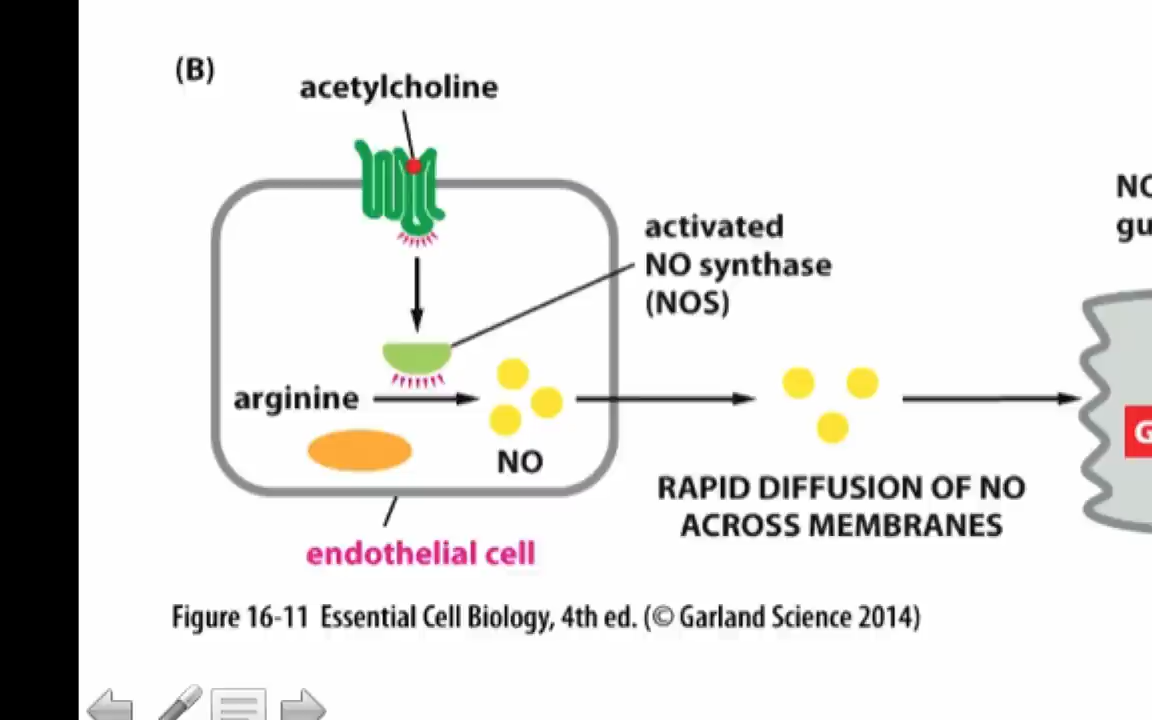 (B)
acetylcholine
activated
NO synthase
(NOS)
arginine
NO
endothelial cell
RAPID DIFFUSION OF NO
ACROSS MEMBRANES
G
Figure 16-11 Essential Cell Biology, 4th ed. (© Garland Science 2014)